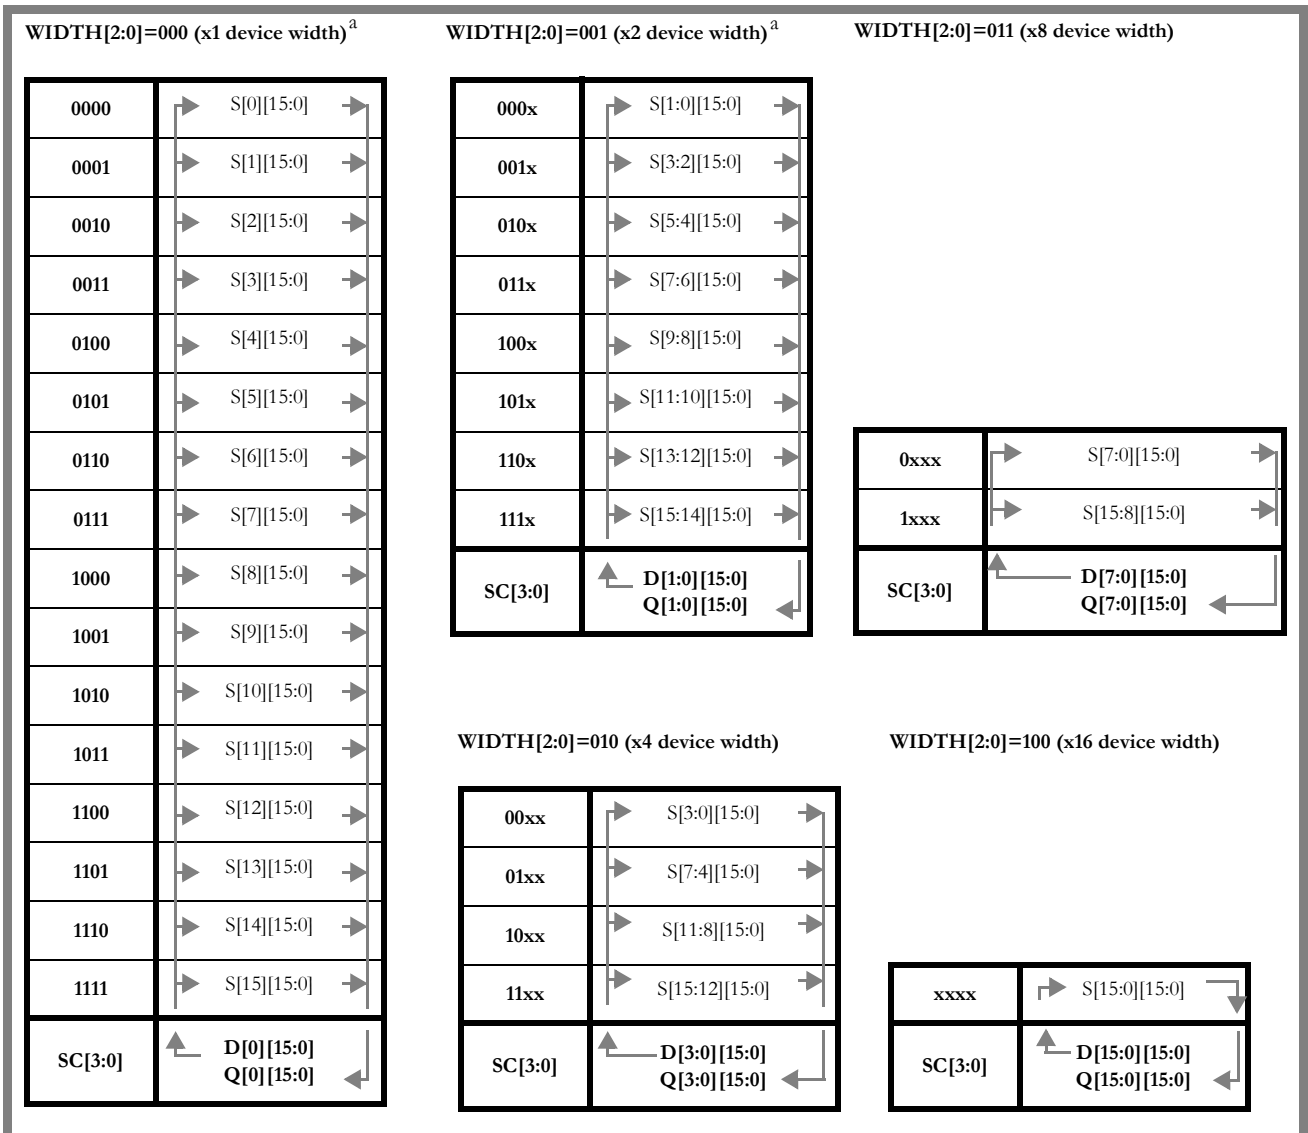 WIDTH[2:0]=000 (x1 device width)a
0000 S[0][15:0]
0001 S[1][15:0]
0010 S[2][15:0]
0011 S[3][15:0]
0100 S[4][15:0]
0101 S[5][15:0]
0110 S[6][15:0]
0111 S[7][15:0]
1000 S[8][15:0]
1001 S[9][15:0]
1010 S[10][15:0]
1011 S[11][15:0]
1100 S[12][15:0]
1101 S[13][15:0]
1110 S[14][15:0]
1111 S[15][15:0]
SC[3:0] D[0][15:0]
Q[0][15:0]
WIDTH[2:0]=001 (x2 device width)a
000x S[1:0][15:0]
001x S[3:2][15:0]
010x S[5:4][15:0]
011x S[7:6][15:0]
100x S[9:8][15:0]
101x S[11:10][15:0]
110x S[13:12][15:0]
111x S[15:14][15:0]
SC[3:0] D[1:0][15:0]
Q[1:0][15:0]
WIDTH[2:0]=011 (x8 device width)
0xxx S[7:0][15:0]
1xxx S[15:8][15:0]
SC[3:0] D[7:0][15:0]
Q[7:0][15:0]
WIDTH[2:0]=010 (x4 device width)
00xx S[3:0][15:0]
01xx S[7:4][15:0]
10xx S[11:8][15:0]
11xx S[15:12][15:0]
SC[3:0] D[3:0][15:0]
Q[3:0][15:0]
WIDTH[2:0]=100 (x16 device width)
xxxx S[15:0][15:0]
SC[3:0] D[15:0][15:0]
Q[15:0][15:0]